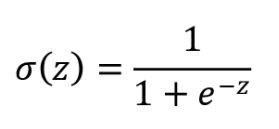 σ(z) = 1 / (1 + e^{−z})